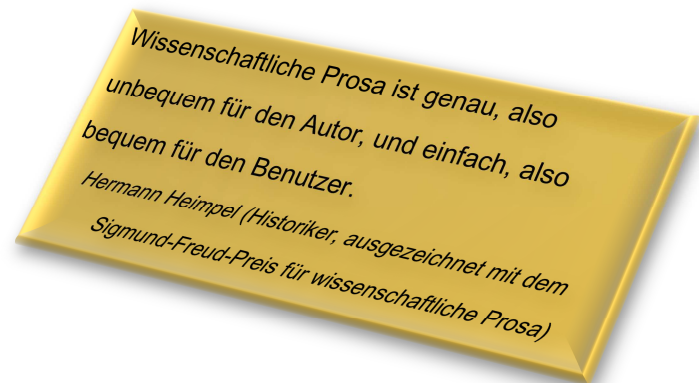 Wissenschaftliche Prosa ist genau, also
unbequem für den Autor, und einfach, also
bequem für den Benutzer.
Hermann Heimpel (Historiker, ausgezeichnet mit dem
Sigmund-Freud-Preis für wissenschaftliche Prosa)